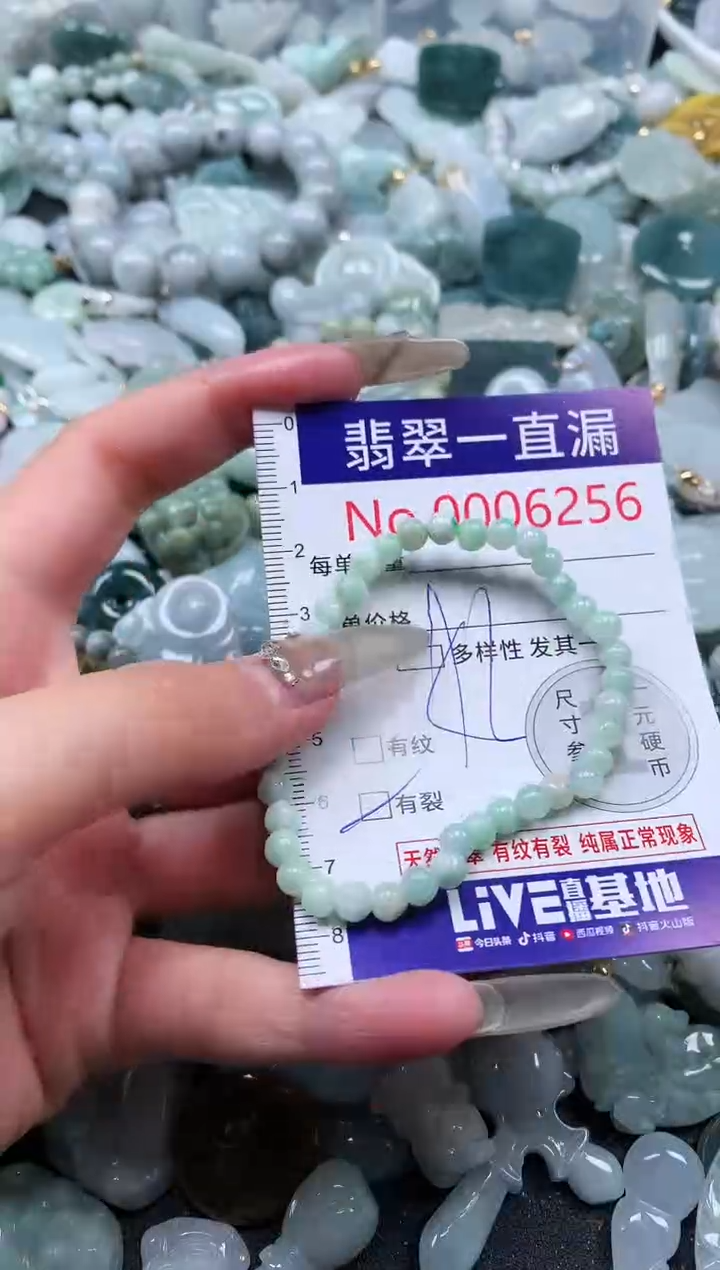 0
翡翠一直漏
1
No 0006256
2
每单
3
单价格
多样性 发其一
尺寸参
一元硬币
5
有纹
6
有裂
7
天然 翠 有纹有裂 纯属正常现象
LiVE直播基地
8
今日头条 抖音 西瓜视频 抖音火山版